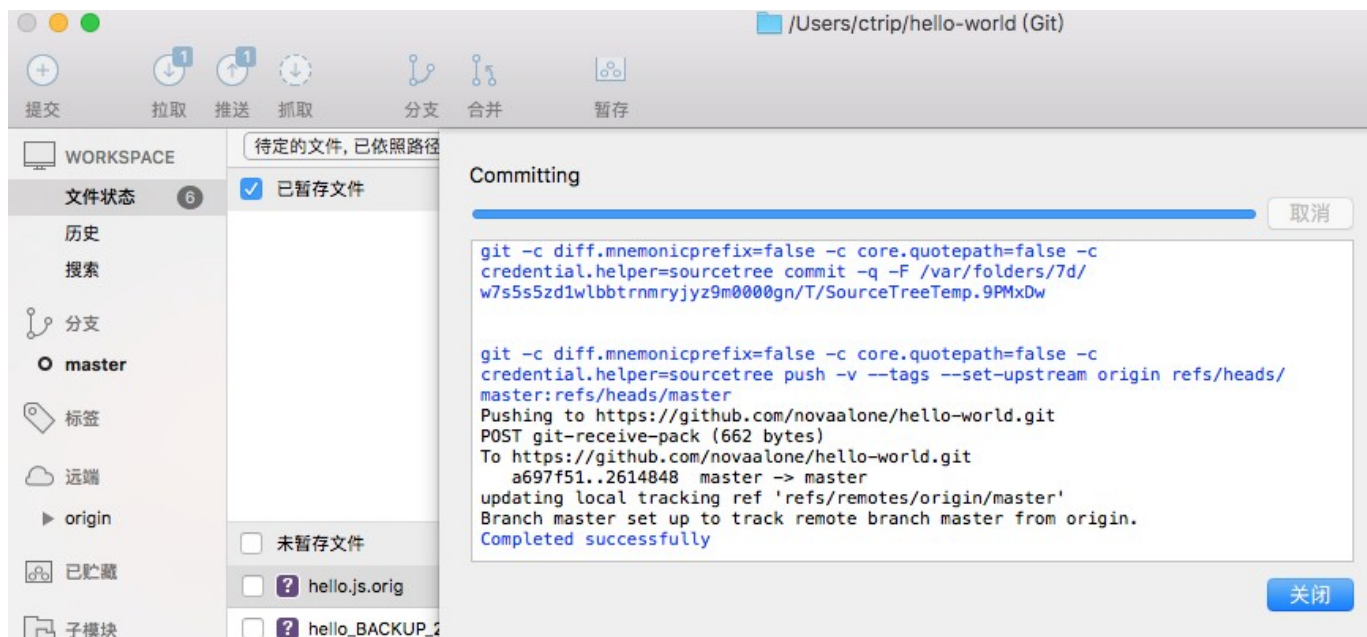 /Users/ctrip/hello-world (Git)
1
1
提交
拉取
推送
抓取
分支
合并
暂存
WORKSPACE
文件状态
6
历史
搜索
分支
master
标签
远端
origin
已贮藏
子模块
待定的文件, 已依照路径
已暂存文件
未暂存文件
hello.js.orig
hello_BACKUP_2
Committing
取消
git -c diff.mnemonicprefix=false -c core.quotepath=false -c
credential.helper=sourcetree commit -q -F /var/folders/7d/
w7s5s5zd1wlbbtrnmryjyz9m0000gn/T/SourceTreeTemp.9PMxDw
git -c diff.mnemonicprefix=false -c core.quotepath=false -c
credential.helper=sourcetree push -v --tags --set-upstream origin refs/heads/
master:refs/heads/master
Pushing to https://github.com/novaalone/hello-world.git
POST git-receive-pack (662 bytes)
To https://github.com/novaalone/hello-world.git
a697f51..2614848 master -> master
updating local tracking ref 'refs/remotes/origin/master'
Branch master set up to track remote branch master from origin.
Completed successfully
关闭